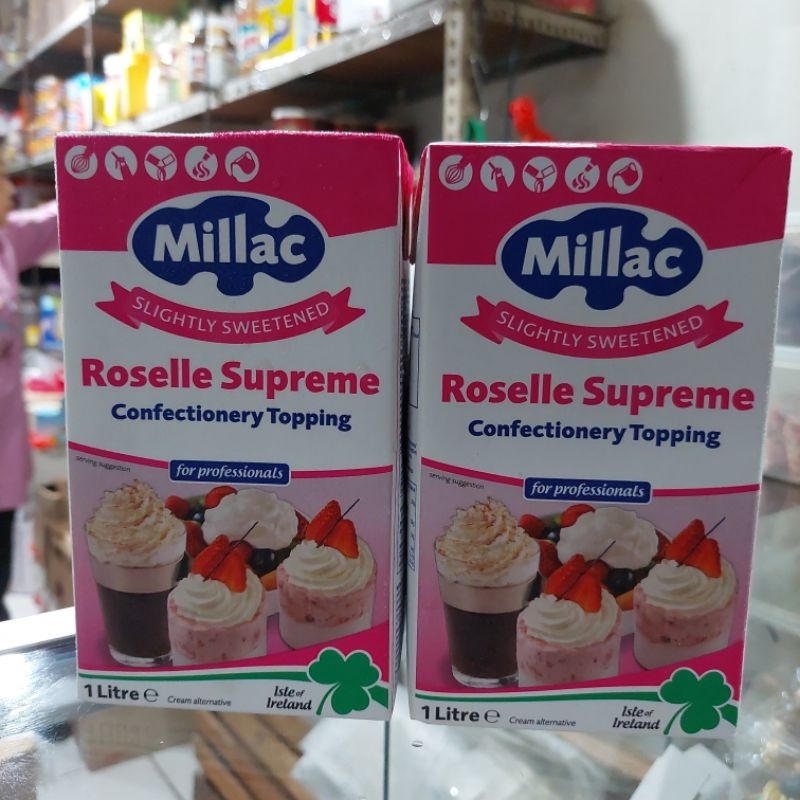 Millac
SLIGHTLY SWEETENED
Roselle Supreme
Confectionery Topping
for professionals
serving suggestion
1 Litre ℮
Cream alternative
Isle of
Ireland
Millac
SLIGHTLY SWEETENED
Roselle Supreme
Confectionery Topping
for professionals
serving suggestion
1 Litre ℮
Cream alternative
Isle of
Ireland